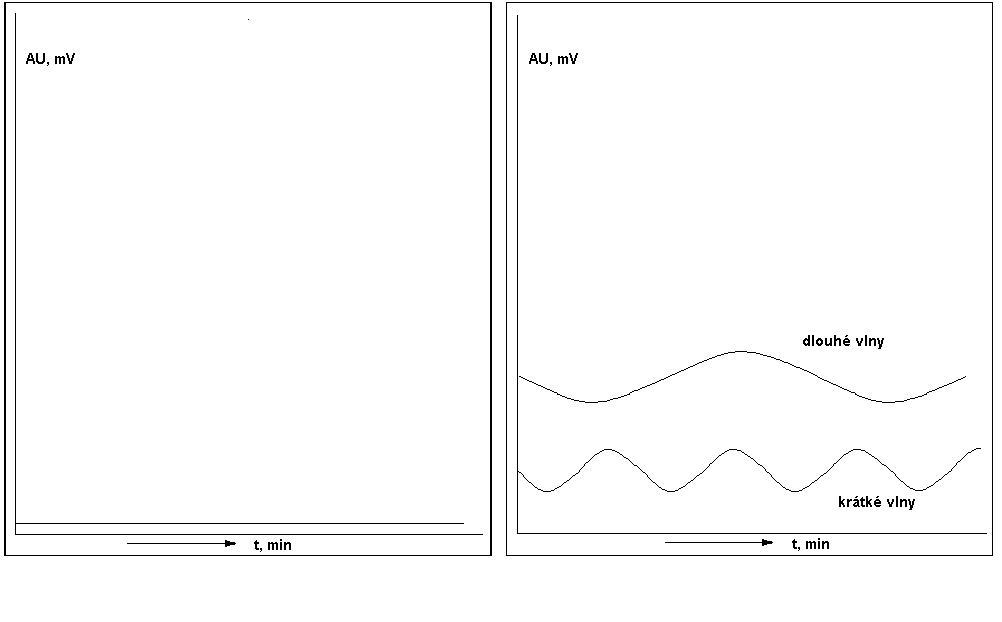 AU, mV
t, min
AU, mV
dlouhé vlny
krátké vlny
t, min